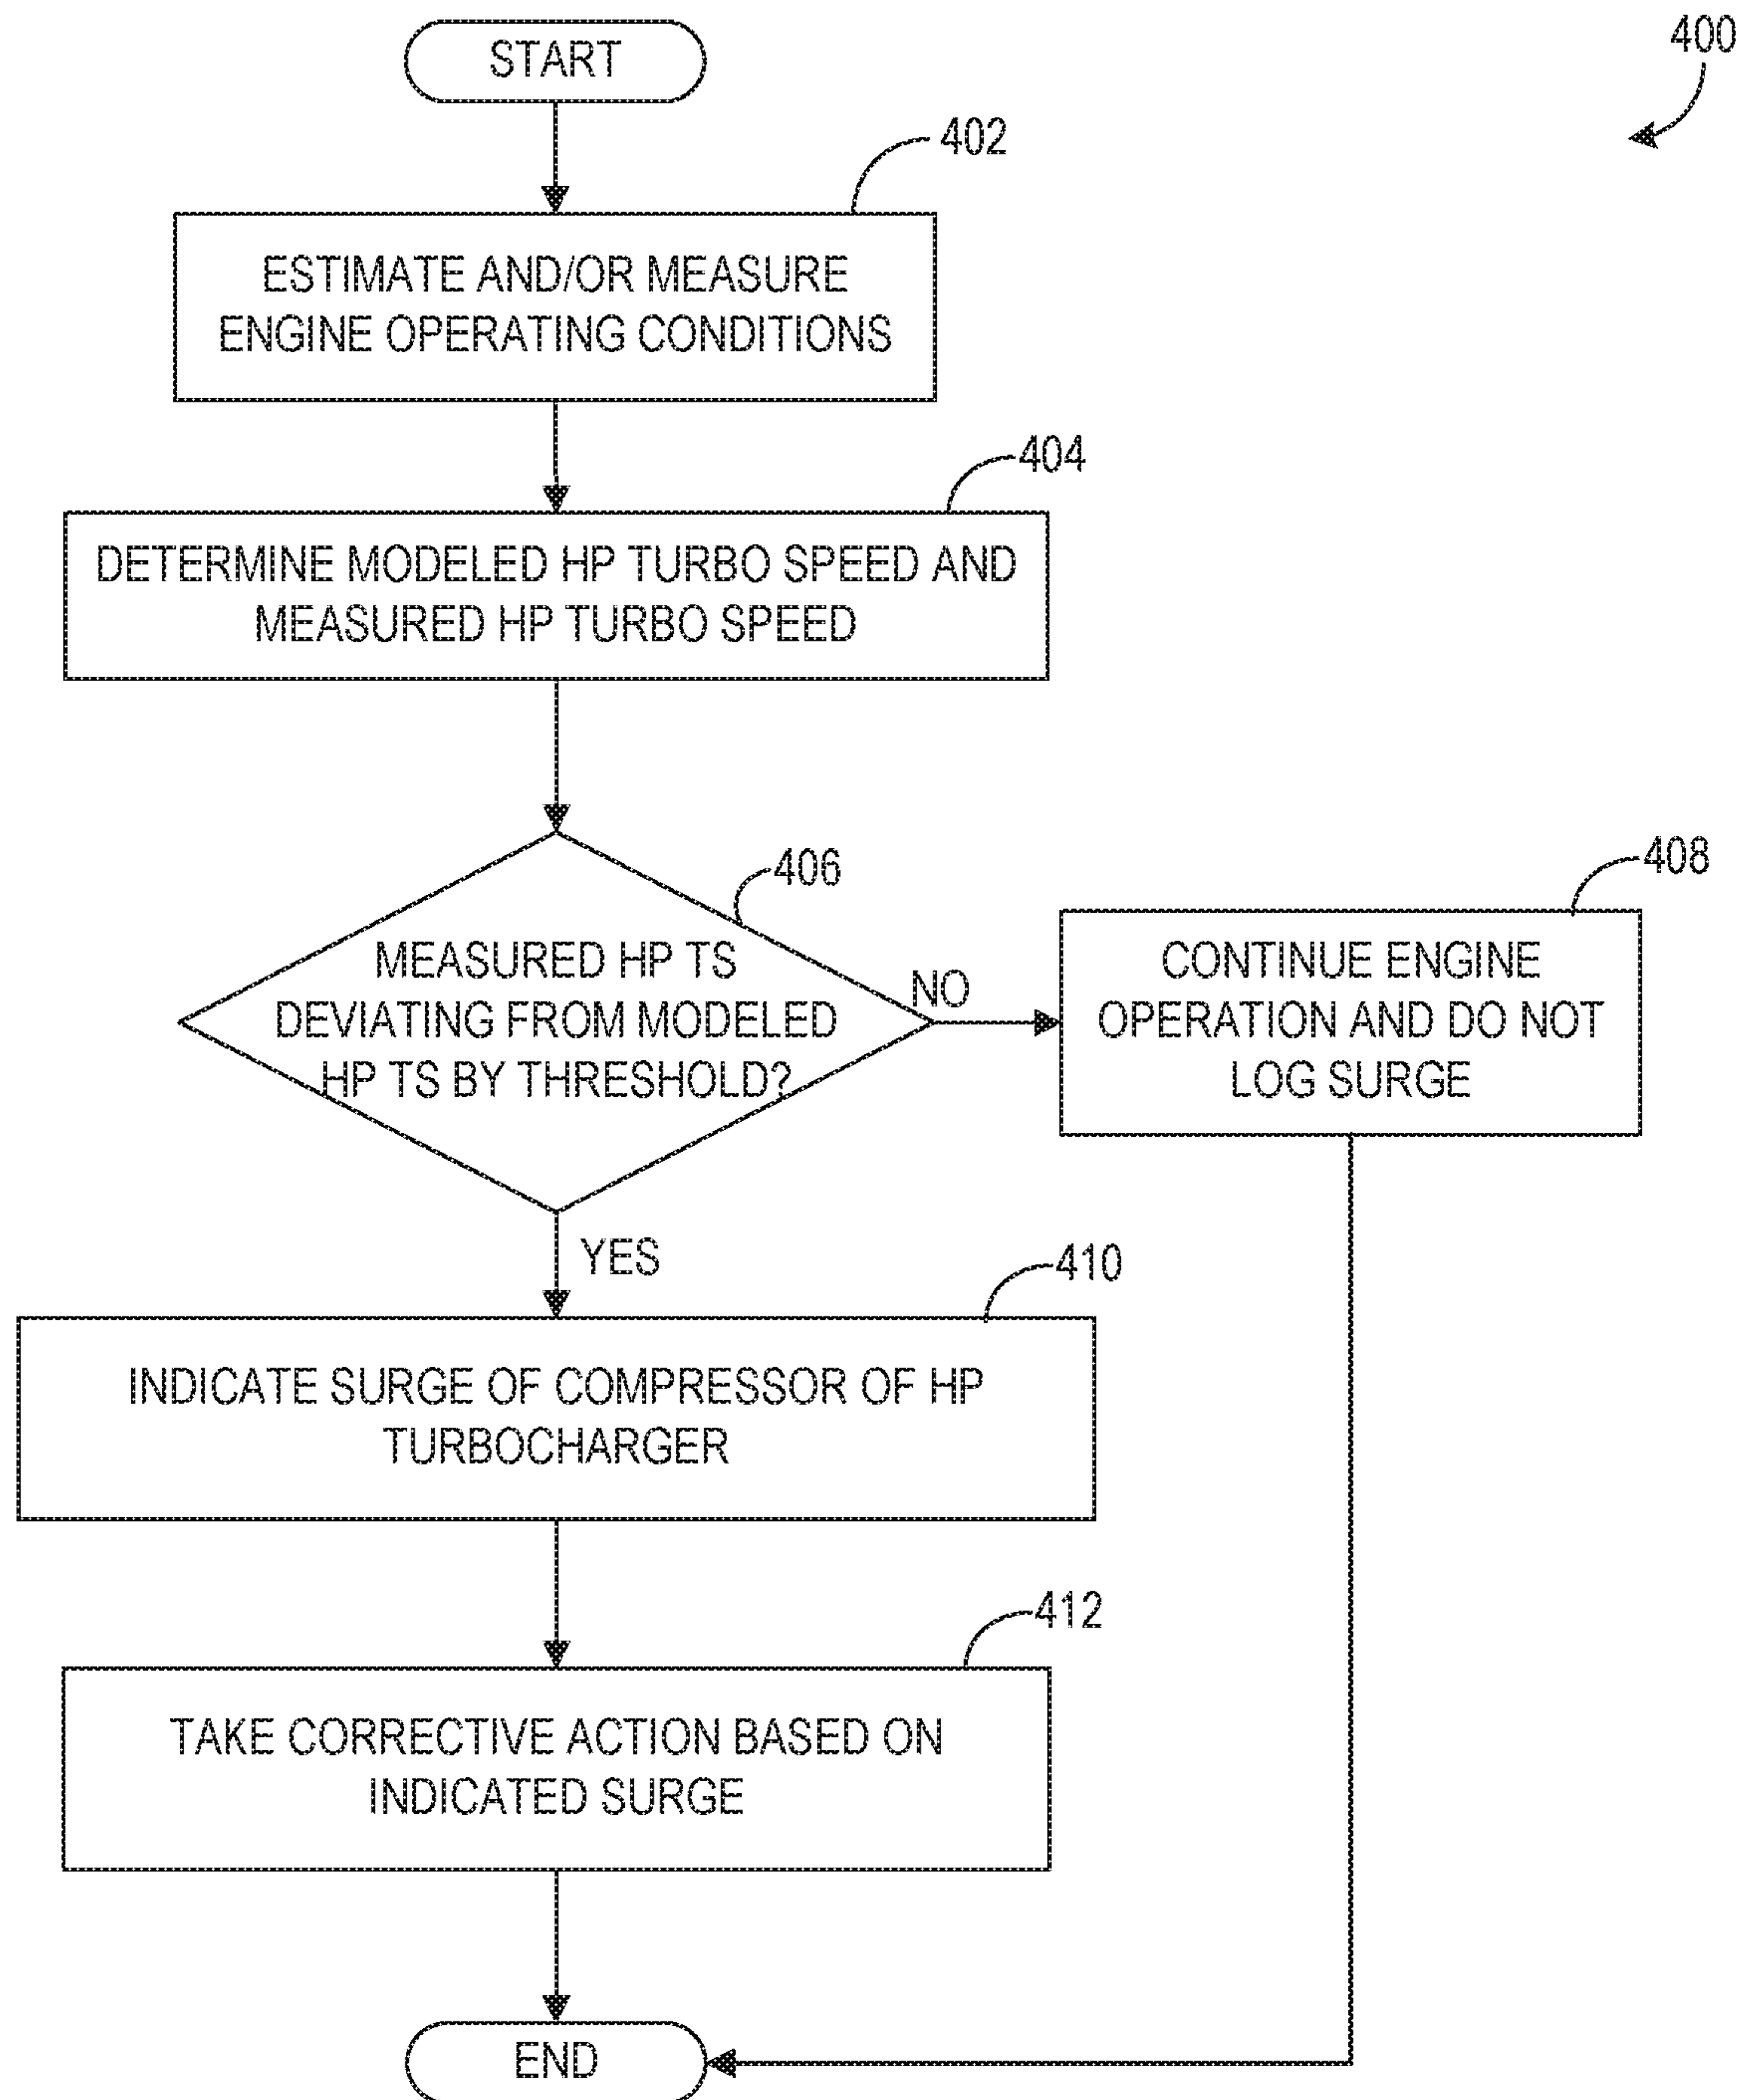 START
400
402
ESTIMATE AND/OR MEASURE
ENGINE OPERATING CONDITIONS
404
DETERMINE MODELED HP TURBO SPEED AND
MEASURED HP TURBO SPEED
406
MEASURED HP TS
DEVIATING FROM MODELED
HP TS BY THRESHOLD?
NO
408
CONTINUE ENGINE
OPERATION AND DO NOT
LOG SURGE
YES
410
INDICATE SURGE OF COMPRESSOR OF HP
TURBOCHARGER
412
TAKE CORRECTIVE ACTION BASED ON
INDICATED SURGE
END